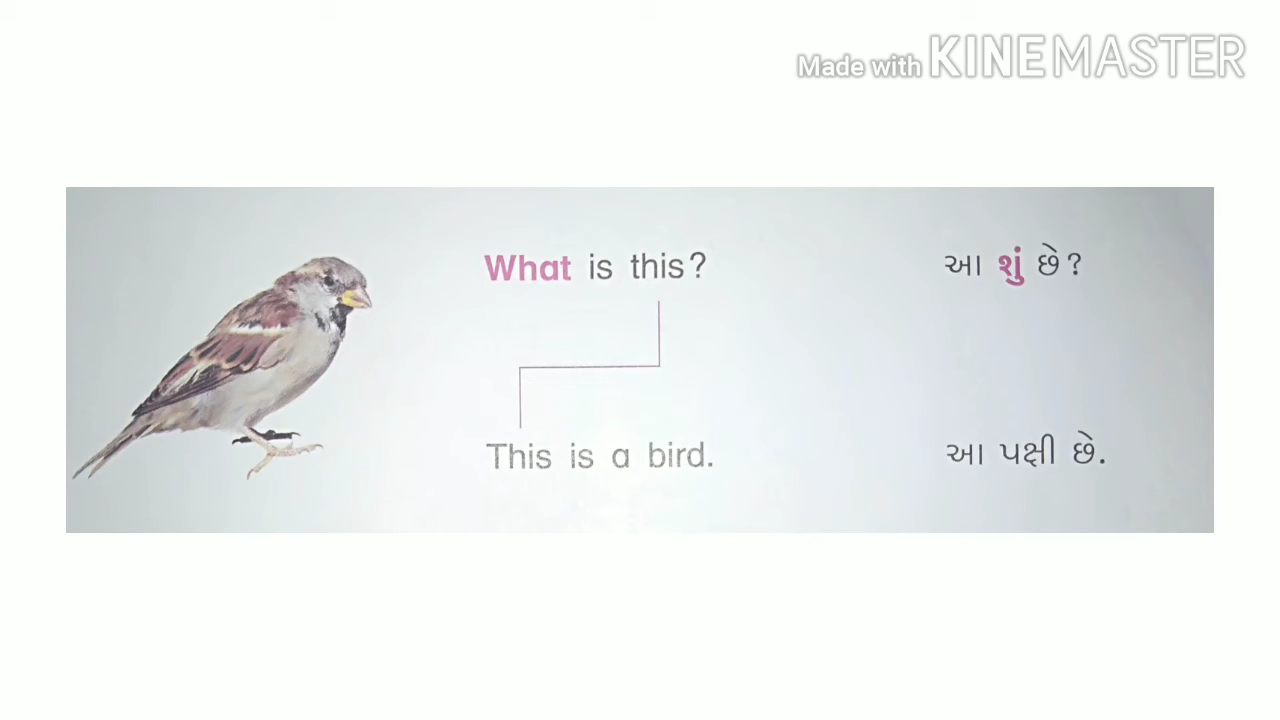 Made with KINEMASTER
What is this?
આ શું છે?
This is a bird.
આ પક્ષી છે.